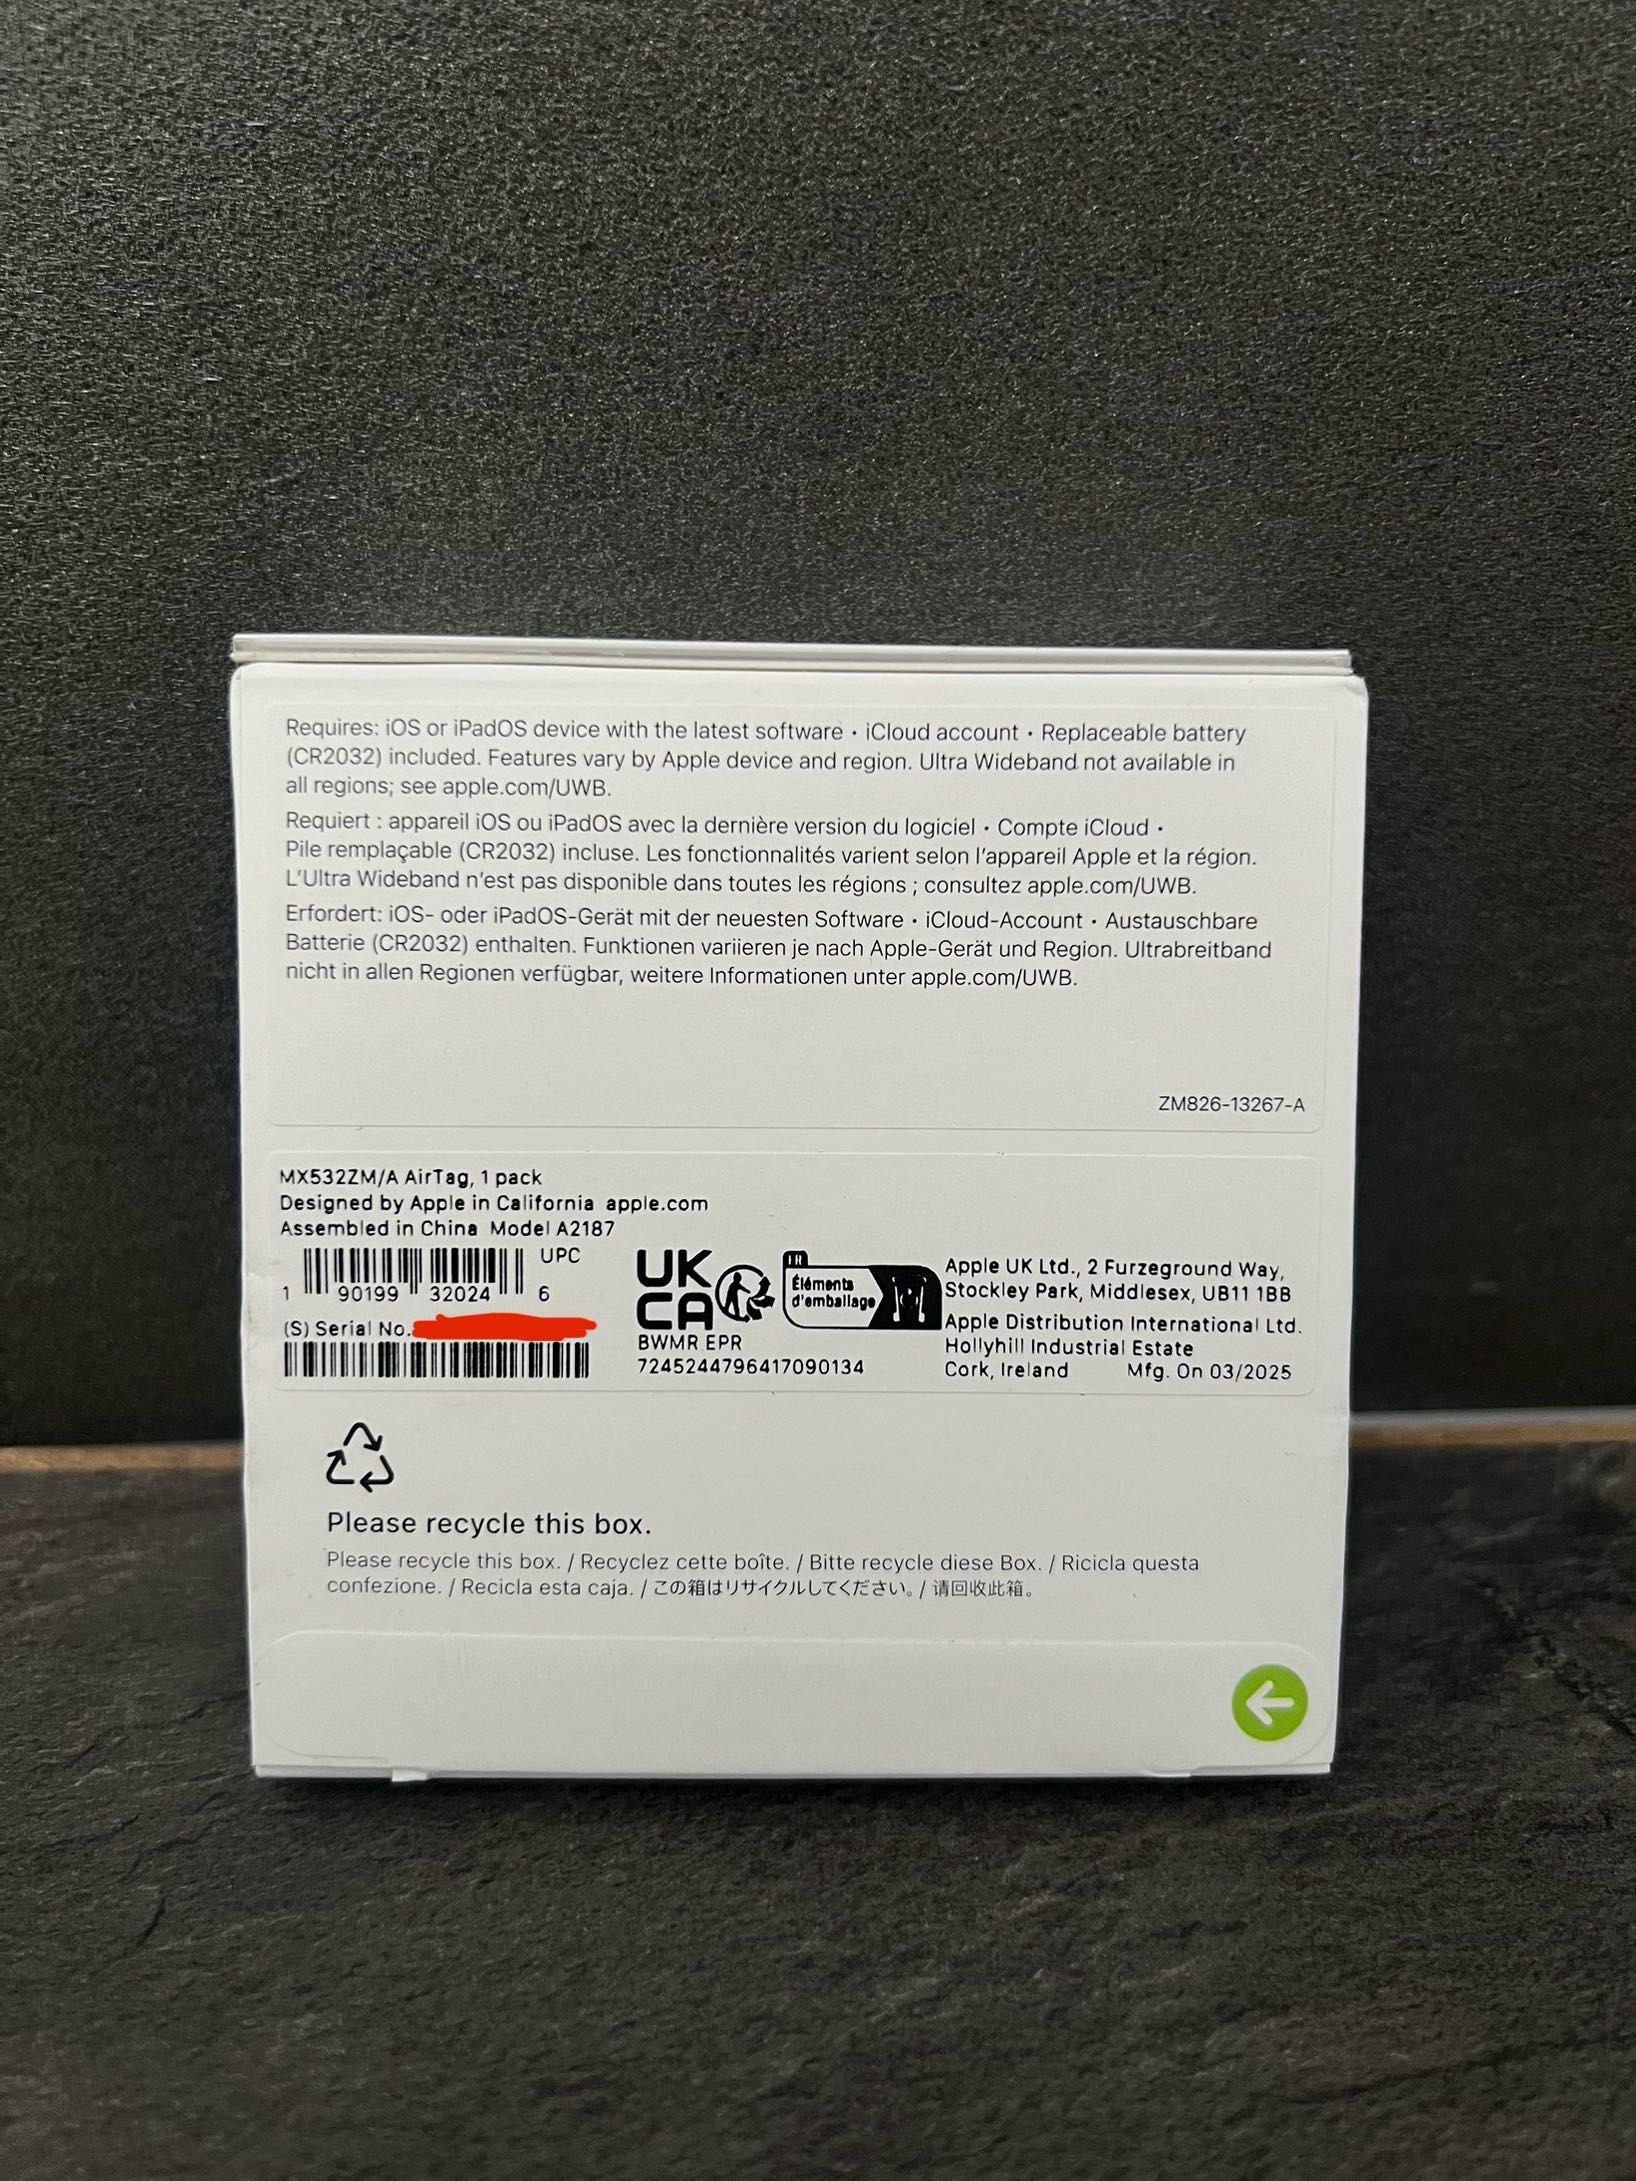 Requires: iOS or iPadOS device with the latest software • iCloud account • Replaceable battery
(CR2032) included. Features vary by Apple device and region. Ultra Wideband not available in
all regions; see apple.com/UWB.
Requiert : appareil iOS ou iPadOS avec la dernière version du logiciel • Compte iCloud •
Pile remplaçable (CR2032) incluse. Les fonctionnalités varient selon l'appareil Apple et la région.
L'Ultra Wideband n'est pas disponible dans toutes les régions ; consultez apple.com/UWB.
Erfordert: iOS- oder iPadOS-Gerät mit der neuesten Software • iCloud-Account • Austauschbare
Batterie (CR2032) enthalten. Funktionen variieren je nach Apple-Gerät und Region. Ultrabreitband
nicht in allen Regionen verfügbar, weitere Informationen unter apple.com/UWB.
ZM826-13267-A
MX532ZM/A AirTag, 1 pack
Designed by Apple in California apple.com
Assembled in China Model A2187
UPC
1 90199 32024 6
(S) Serial No.
UK
CA
BWMR EPR
7245244796417090134
FR
Éléments
d'emballage
Apple UK Ltd., 2 Furzeground Way,
Stockley Park, Middlesex, UB11 1BB
Apple Distribution International Ltd.
Hollyhill Industrial Estate
Cork, Ireland Mfg. On 03/2025
Please recycle this box.
Please recycle this box. / Recyclez cette boîte. / Bitte recycle diese Box. / Ricicla questa
confezione. / Recicla esta caja. / この箱はリサイクルしてください。/ 请回收此箱。